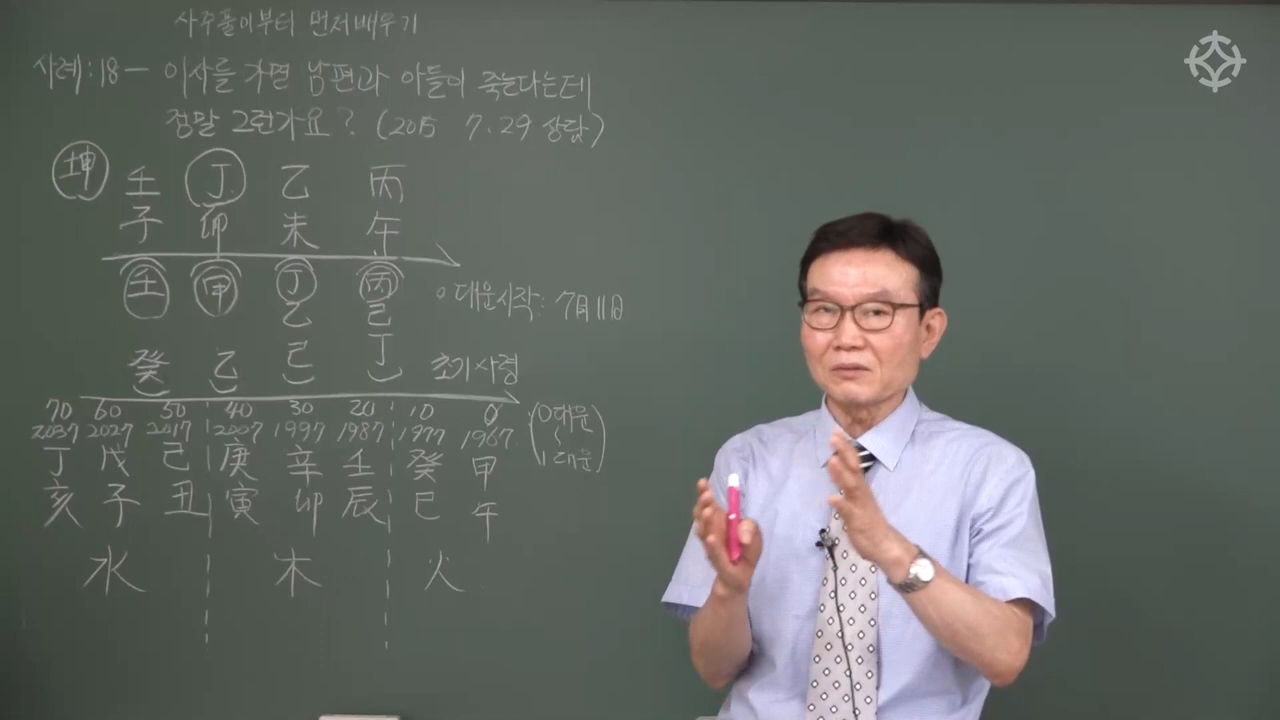 사주풀이부터 먼저배우기
사례:18 — 이사를 가면 남편과 아들이 죽는다는데
정말 그런가요? (2015 7.29 상담)
坤 壬 丁 乙 丙
子 卯 未 午
壬 甲 丁 丙 ○대운시작: 7月11日
乙 己
癸 乙 己 丁 초기사령
70 60 50 40 30 20 10 0 (0대운
2037 2027 2017 2007 1997 1987 1977 1967 ~
丁 戊 己 庚 辛 壬 癸 甲 1대운)
亥 子 丑 寅 卯 辰 巳 午
水 木 火